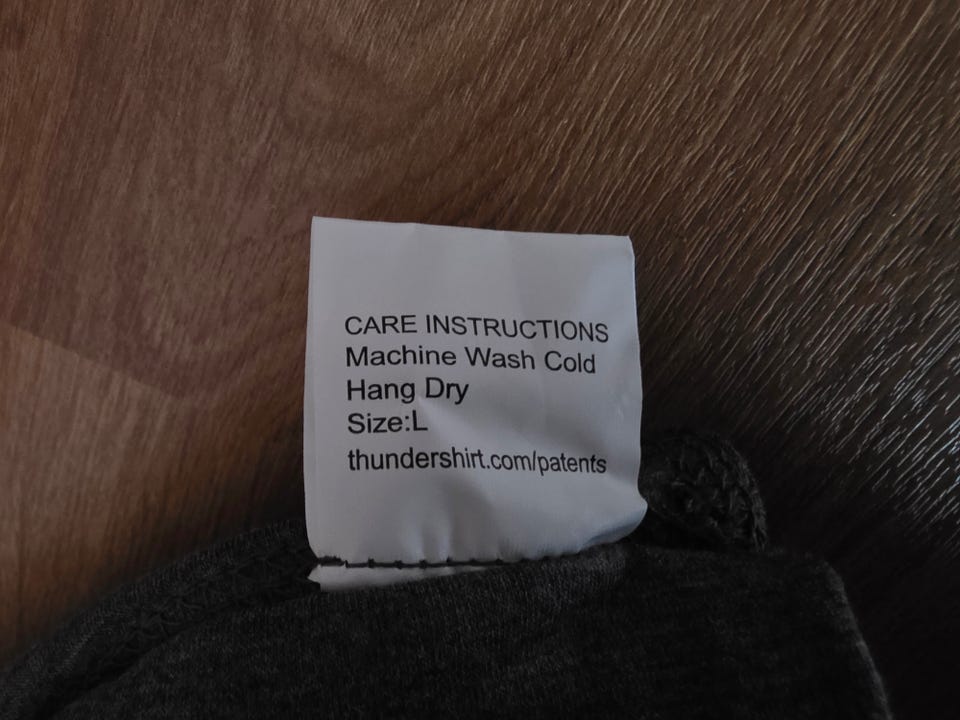 CARE INSTRUCTIONS
Machine Wash Cold
Hang Dry
Size:L
thundershirt.com/patents